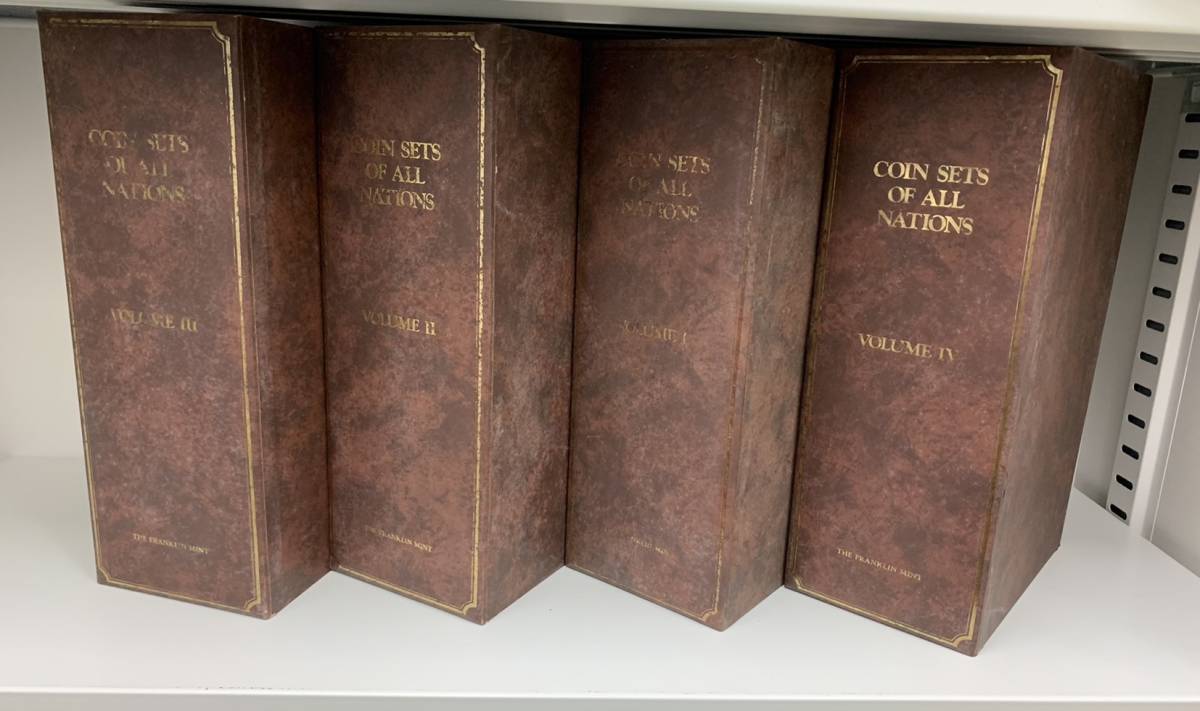 COIN SETS
OF ALL
NATIONS
VOLUME III
THE FRANKLIN MINT
COIN SETS
OF ALL
NATIONS
VOLUME II
THE FRANKLIN MINT
COIN SETS
OF ALL
NATIONS
VOLUME I
COIN SETS
OF ALL
NATIONS
VOLUME IV
THE FRANKLIN MINT